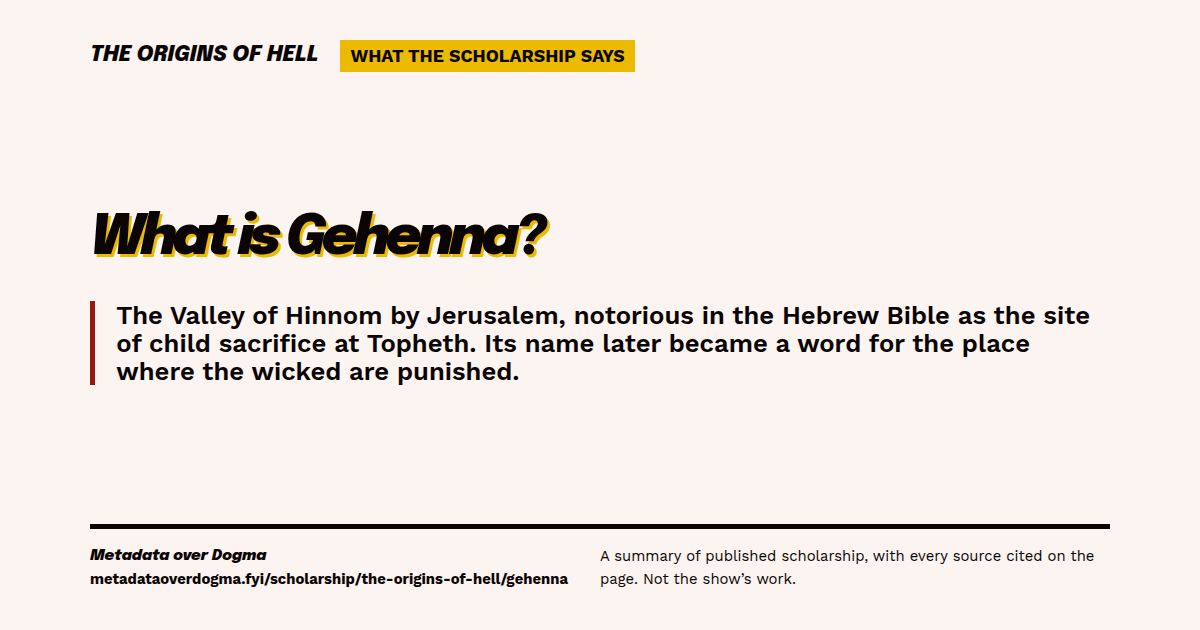 THE ORIGINS OF HELL
WHAT THE SCHOLARSHIP SAYS
What is Gehenna?
The Valley of Hinnom by Jerusalem, notorious in the Hebrew Bible as the site
of child sacrifice at Topheth. Its name later became a word for the place
where the wicked are punished.
Metadata over Dogma
metadataoverdogma.fyi/scholarship/the-origins-of-hell/gehenna
A summary of published scholarship, with every source cited on the
page. Not the show’s work.